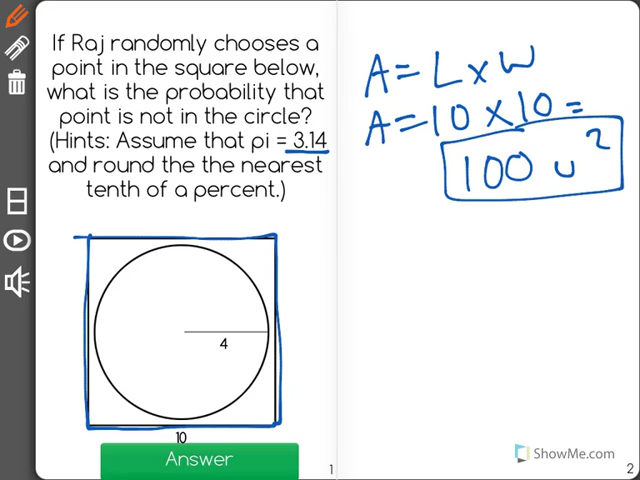 If Raj randomly chooses a
point in the square below,
what is the probability that
point is not in the circle?
(Hints: Assume that pi = 3.14
and round the the nearest
tenth of a percent.)
4
10
Answer
1
A = L x W
A = 10 x 10 =
100 u²
ShowMe.com
2